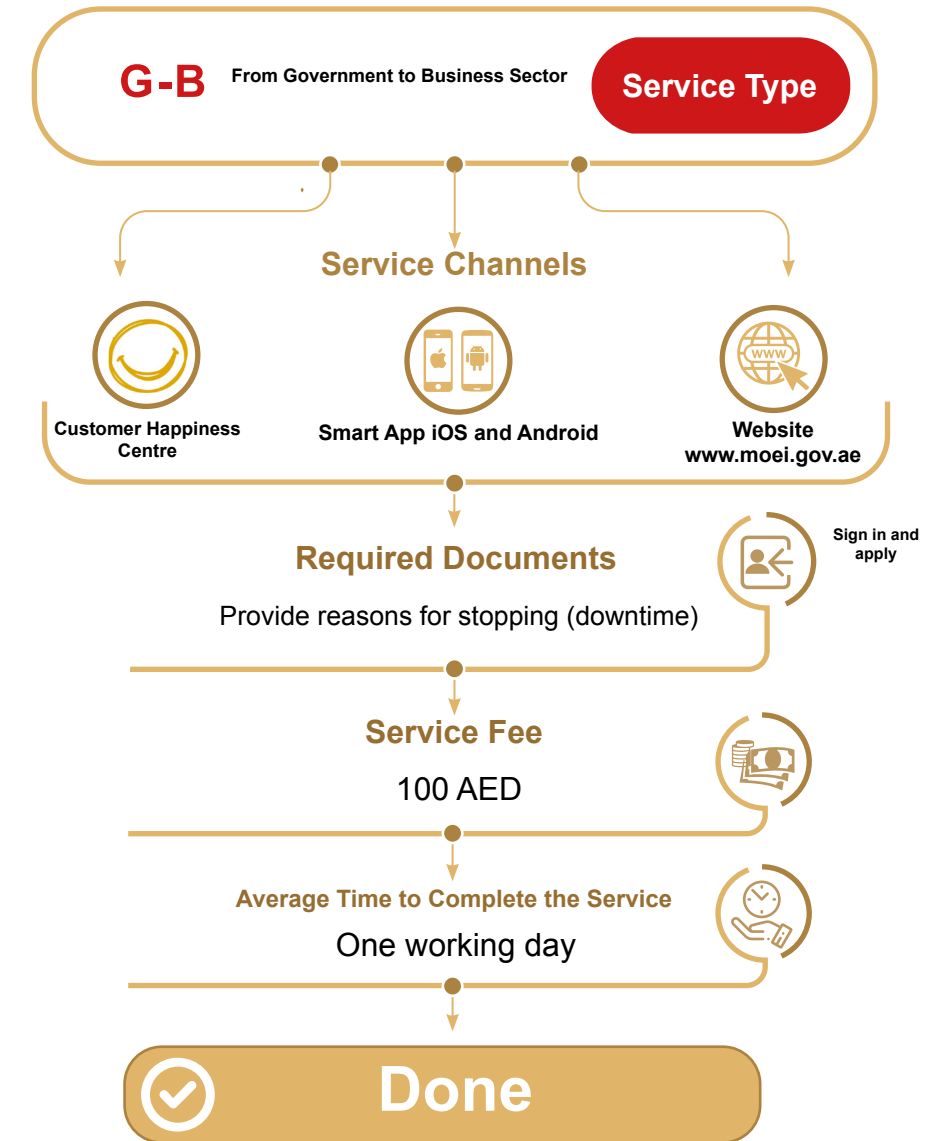 G-B
From Government to Business Sector
Service Type
Service Channels
Customer Happiness
Centre
Smart App iOS and Android
WWW
Website
www.moei.gov.ae
Required Documents
Sign in and
apply
Provide reasons for stopping (downtime)
Service Fee
100 AED
Average Time to Complete the Service
One working day
Done